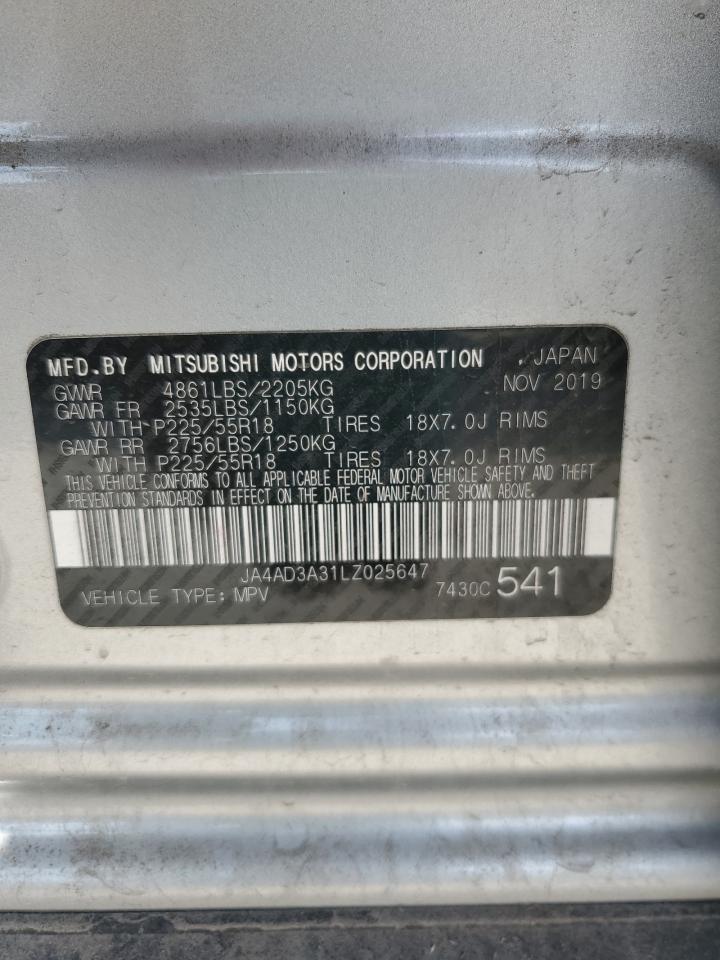 MFD.BY MITSUBISHI MOTORS CORPORATION JAPAN
GWR 4861LBS/2205KG NOV 2019
GAWR FR 2535LBS/1150KG
WITH P225/55R18 TIRES 18X7.0J RIMS
GAWR RR 2756LBS/1250KG
WITH P225/55R18 TIRES 18X7.0J RIMS
THIS VEHICLE CONFORMS TO ALL APPLICABLE FEDERAL MOTOR VEHICLE SAFETY AND THEFT
PREVENTION STANDARDS IN EFFECT ON THE DATE OF MANUFACTURE SHOWN ABOVE.
JA4AD3A31LZ025647
VEHICLE TYPE: MPV 7430C 541